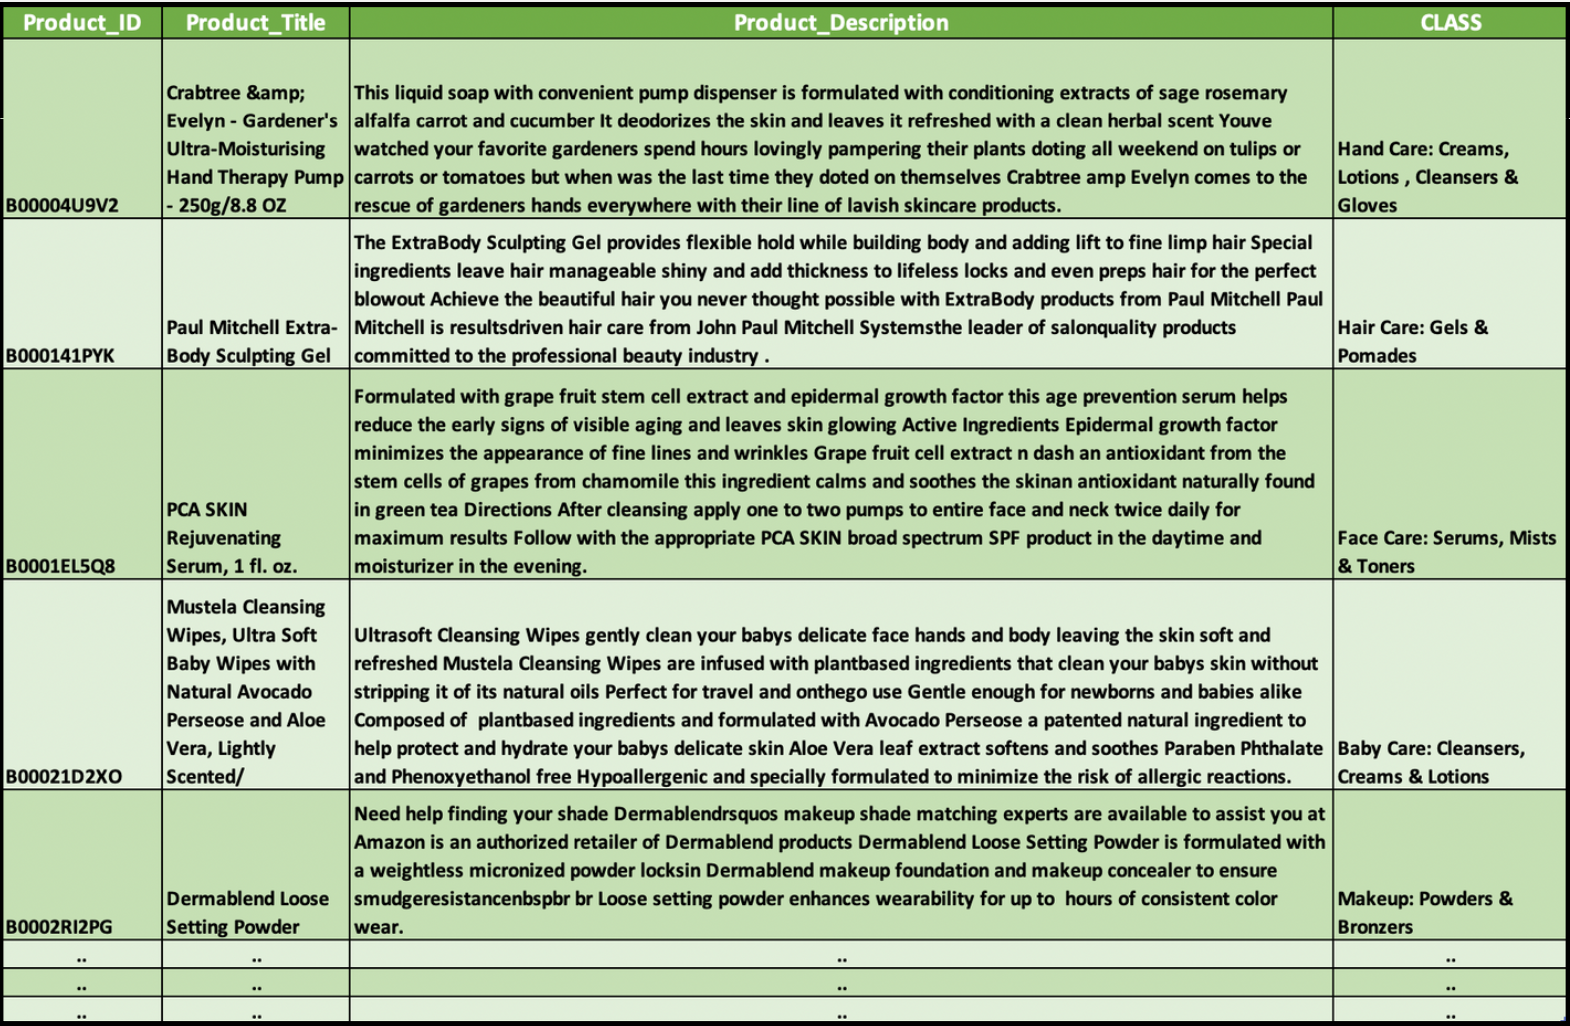 Product_ID Product_Title Product_Description CLASS
Crabtree &amp;
Evelyn - Gardener's
Ultra-Moisturising
Hand Therapy Pump
- 250g/8.8 OZ
B00004U9V2
This liquid soap with convenient pump dispenser is formulated with conditioning extracts of sage rosemary
alfalfa carrot and cucumber It deodorizes the skin and leaves it refreshed with a clean herbal scent Youve
watched your favorite gardeners spend hours lovingly pampering their plants doting all weekend on tulips or
carrots or tomatoes but when was the last time they doted on themselves Crabtree amp Evelyn comes to the
rescue of gardeners hands everywhere with their line of lavish skincare products.
Hand Care: Creams,
Lotions , Cleansers &
Gloves
B000141PYK
Paul Mitchell Extra-
Body Sculpting Gel
The ExtraBody Sculpting Gel provides flexible hold while building body and adding lift to fine limp hair Special
ingredients leave hair manageable shiny and add thickness to lifeless locks and even preps hair for the perfect
blowout Achieve the beautiful hair you never thought possible with ExtraBody products from Paul Mitchell Paul
Mitchell is resultsdriven hair care from John Paul Mitchell Systemsthe leader of salonquality products
committed to the professional beauty industry .
Hair Care: Gels &
Pomades
B0001EL5Q8
PCA SKIN
Rejuvenating
Serum, 1 fl. oz.
Formulated with grape fruit stem cell extract and epidermal growth factor this age prevention serum helps
reduce the early signs of visible aging and leaves skin glowing Active Ingredients Epidermal growth factor
minimizes the appearance of fine lines and wrinkles Grape fruit cell extract n dash an antioxidant from the
stem cells of grapes from chamomile this ingredient calms and soothes the skinan antioxidant naturally found
in green tea Directions After cleansing apply one to two pumps to entire face and neck twice daily for
maximum results Follow with the appropriate PCA SKIN broad spectrum SPF product in the daytime and
moisturizer in the evening.
Face Care: Serums, Mists
& Toners
B00021D2XO
Mustela Cleansing
Wipes, Ultra Soft
Baby Wipes with
Natural Avocado
Perseose and Aloe
Vera, Lightly
Scented/
Ultrasoft Cleansing Wipes gently clean your babys delicate face hands and body leaving the skin soft and
refreshed Mustela Cleansing Wipes are infused with plantbased ingredients that clean your babys skin without
stripping it of its natural oils Perfect for travel and onthego use Gentle enough for newborns and babies alike
Composed of  plantbased ingredients and formulated with Avocado Perseose a patented natural ingredient to
help protect and hydrate your babys delicate skin Aloe Vera leaf extract softens and soothes Paraben Phthalate
and Phenoxyethanol free Hypoallergenic and specially formulated to minimize the risk of allergic reactions.
Baby Care: Cleansers,
Creams & Lotions
B0002RI2PG
Dermablend Loose
Setting Powder
Need help finding your shade Dermablendrsquos makeup shade matching experts are available to assist you at
Amazon is an authorized retailer of Dermablend products Dermablend Loose Setting Powder is formulated with
a weightless micronized powder locksin Dermablend makeup foundation and makeup concealer to ensure
smudgeresistancenbspbr br Loose setting powder enhances wearability for up to  hours of consistent color
wear.
Makeup: Powders &
Bronzers
.. .. .. ..
.. .. .. ..
.. .. .. ..